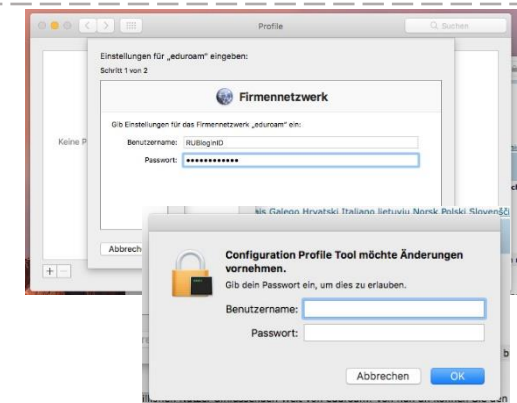 Profile
Suchen
Einstellungen für „eduroam" eingeben:
Schritt 1 von 2
Firmennetzwerk
Gib Einstellungen für das Firmennetzwerk „eduroam" ein:
Keine P
Benutzername: RUBloginID
Passwort: ••••••••••••
Galego Hrvatski Italiano lietuviu Norsk Polski Slovenšči
Abbrech
Configuration Profile Tool möchte Änderungen
vornehmen.
Gib dein Passwort ein, um dies zu erlauben.
Benutzername:
Passwort:
Abbrechen
OK